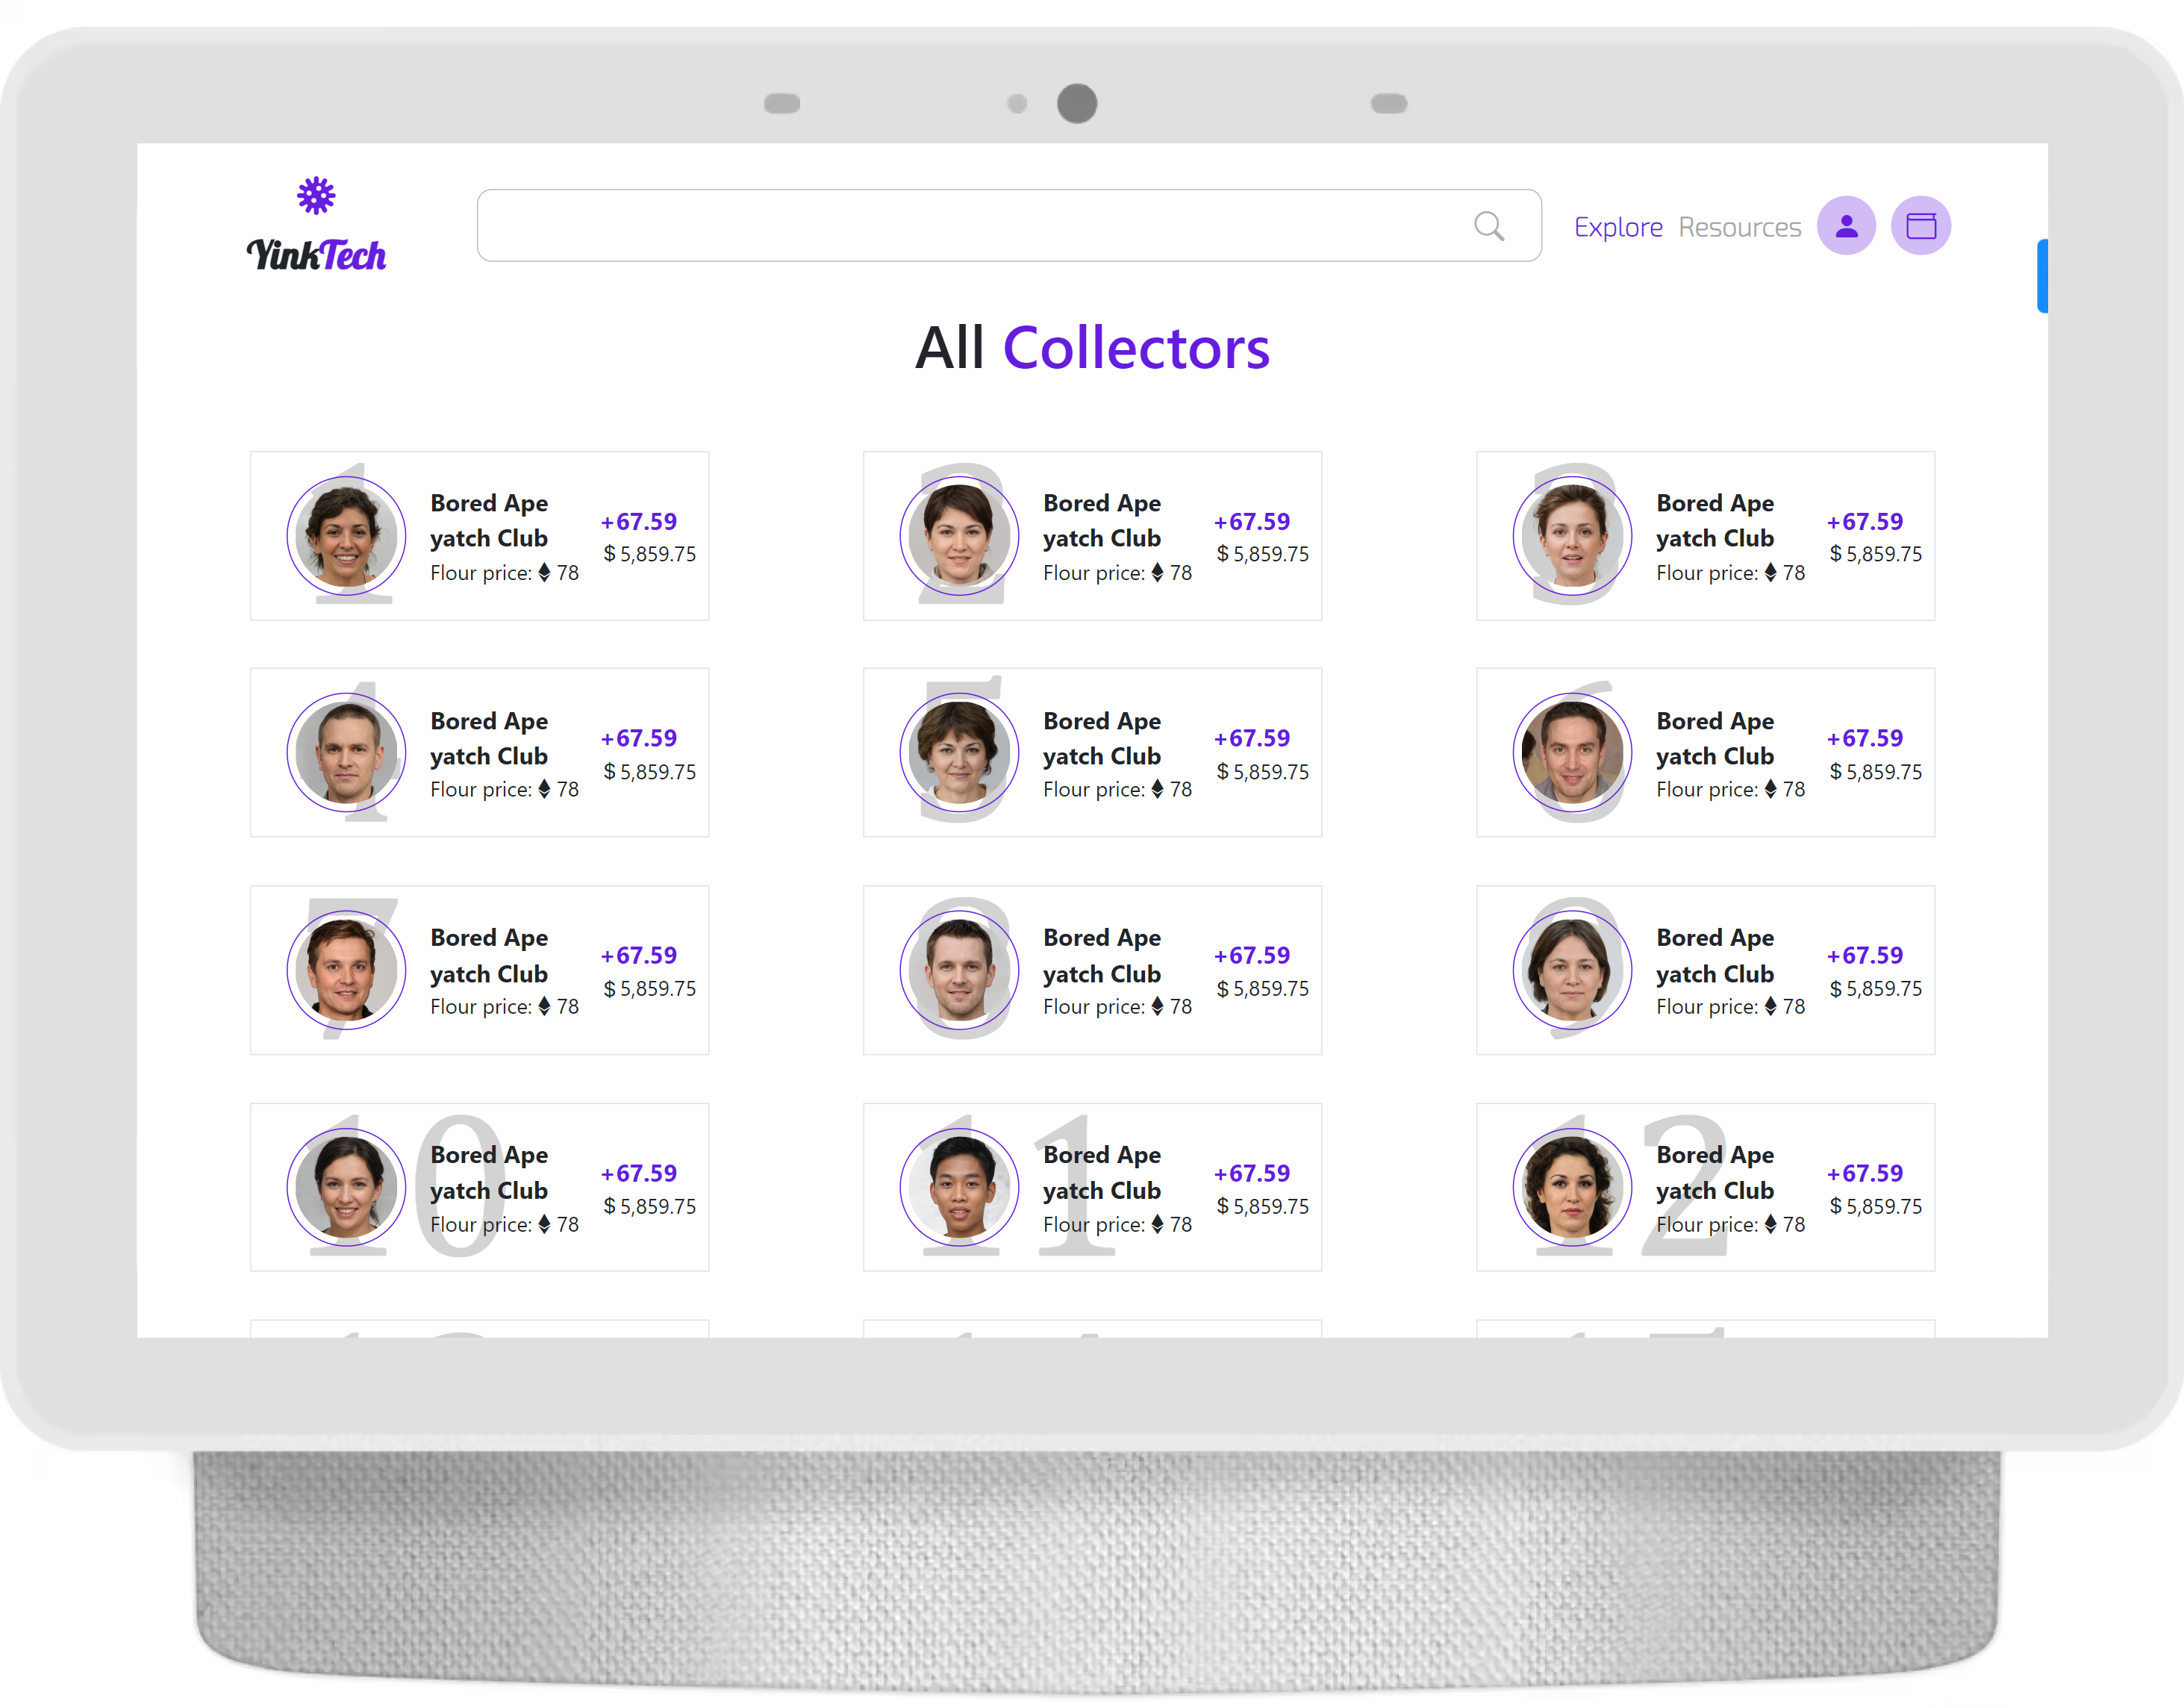 YinkTech
Explore Resources
All Collectors
1
Bored Ape
yatch Club
Flour price: 78
+67.59
$ 5,859.75
2
Bored Ape
yatch Club
Flour price: 78
+67.59
$ 5,859.75
3
Bored Ape
yatch Club
Flour price: 78
+67.59
$ 5,859.75
4
Bored Ape
yatch Club
Flour price: 78
+67.59
$ 5,859.75
5
Bored Ape
yatch Club
Flour price: 78
+67.59
$ 5,859.75
6
Bored Ape
yatch Club
Flour price: 78
+67.59
$ 5,859.75
7
Bored Ape
yatch Club
Flour price: 78
+67.59
$ 5,859.75
8
Bored Ape
yatch Club
Flour price: 78
+67.59
$ 5,859.75
9
Bored Ape
yatch Club
Flour price: 78
+67.59
$ 5,859.75
10
Bored Ape
yatch Club
Flour price: 78
+67.59
$ 5,859.75
11
Bored Ape
yatch Club
Flour price: 78
+67.59
$ 5,859.75
12
Bored Ape
yatch Club
Flour price: 78
+67.59
$ 5,859.75